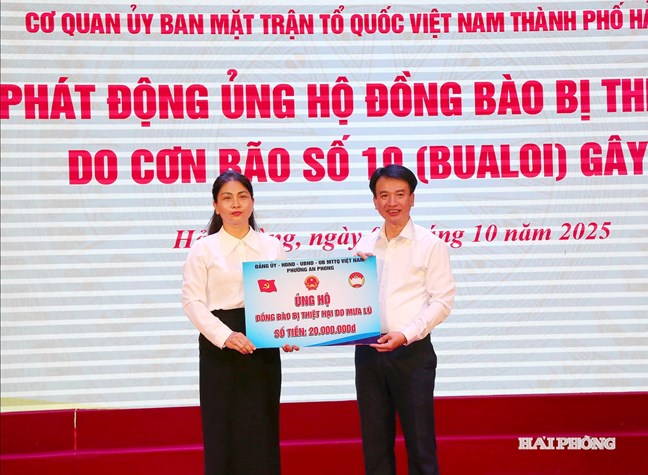 CƠ QUAN ỦY BAN MẶT TRẬN TỔ QUỐC VIỆT NAM THÀNH PHỐ
PHÁT ĐỘNG ỦNG HỘ ĐỒNG BÀO BỊ
DO CƠN BÃO SỐ 10 (BUALOI) GÂY
ngày
10 năm 2025
ĐẢNG ỦY - HĐND - UBND - UB MTTQ VIỆT NAM
PHƯỜNG AN PHONG
ỦNG HỘ
ĐỒNG BÀO BỊ THIỆT HẠI DO MƯA LŨ
SỐ TIỀN: 20.000.000đ
HẢI PHÒNG